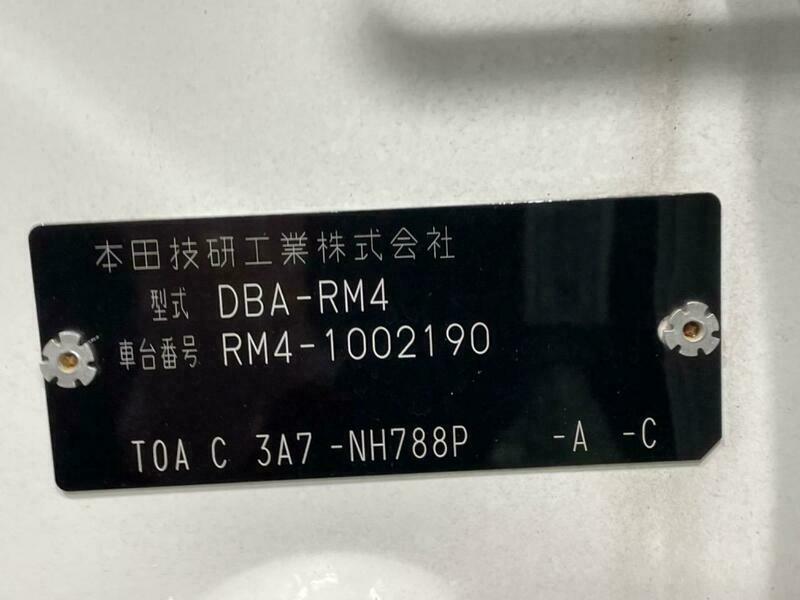 本田技研工業株式会社
型式 DBA-RM4
車台番号 RM4-1002190
TOA C 3A7 -NH788P -A -C